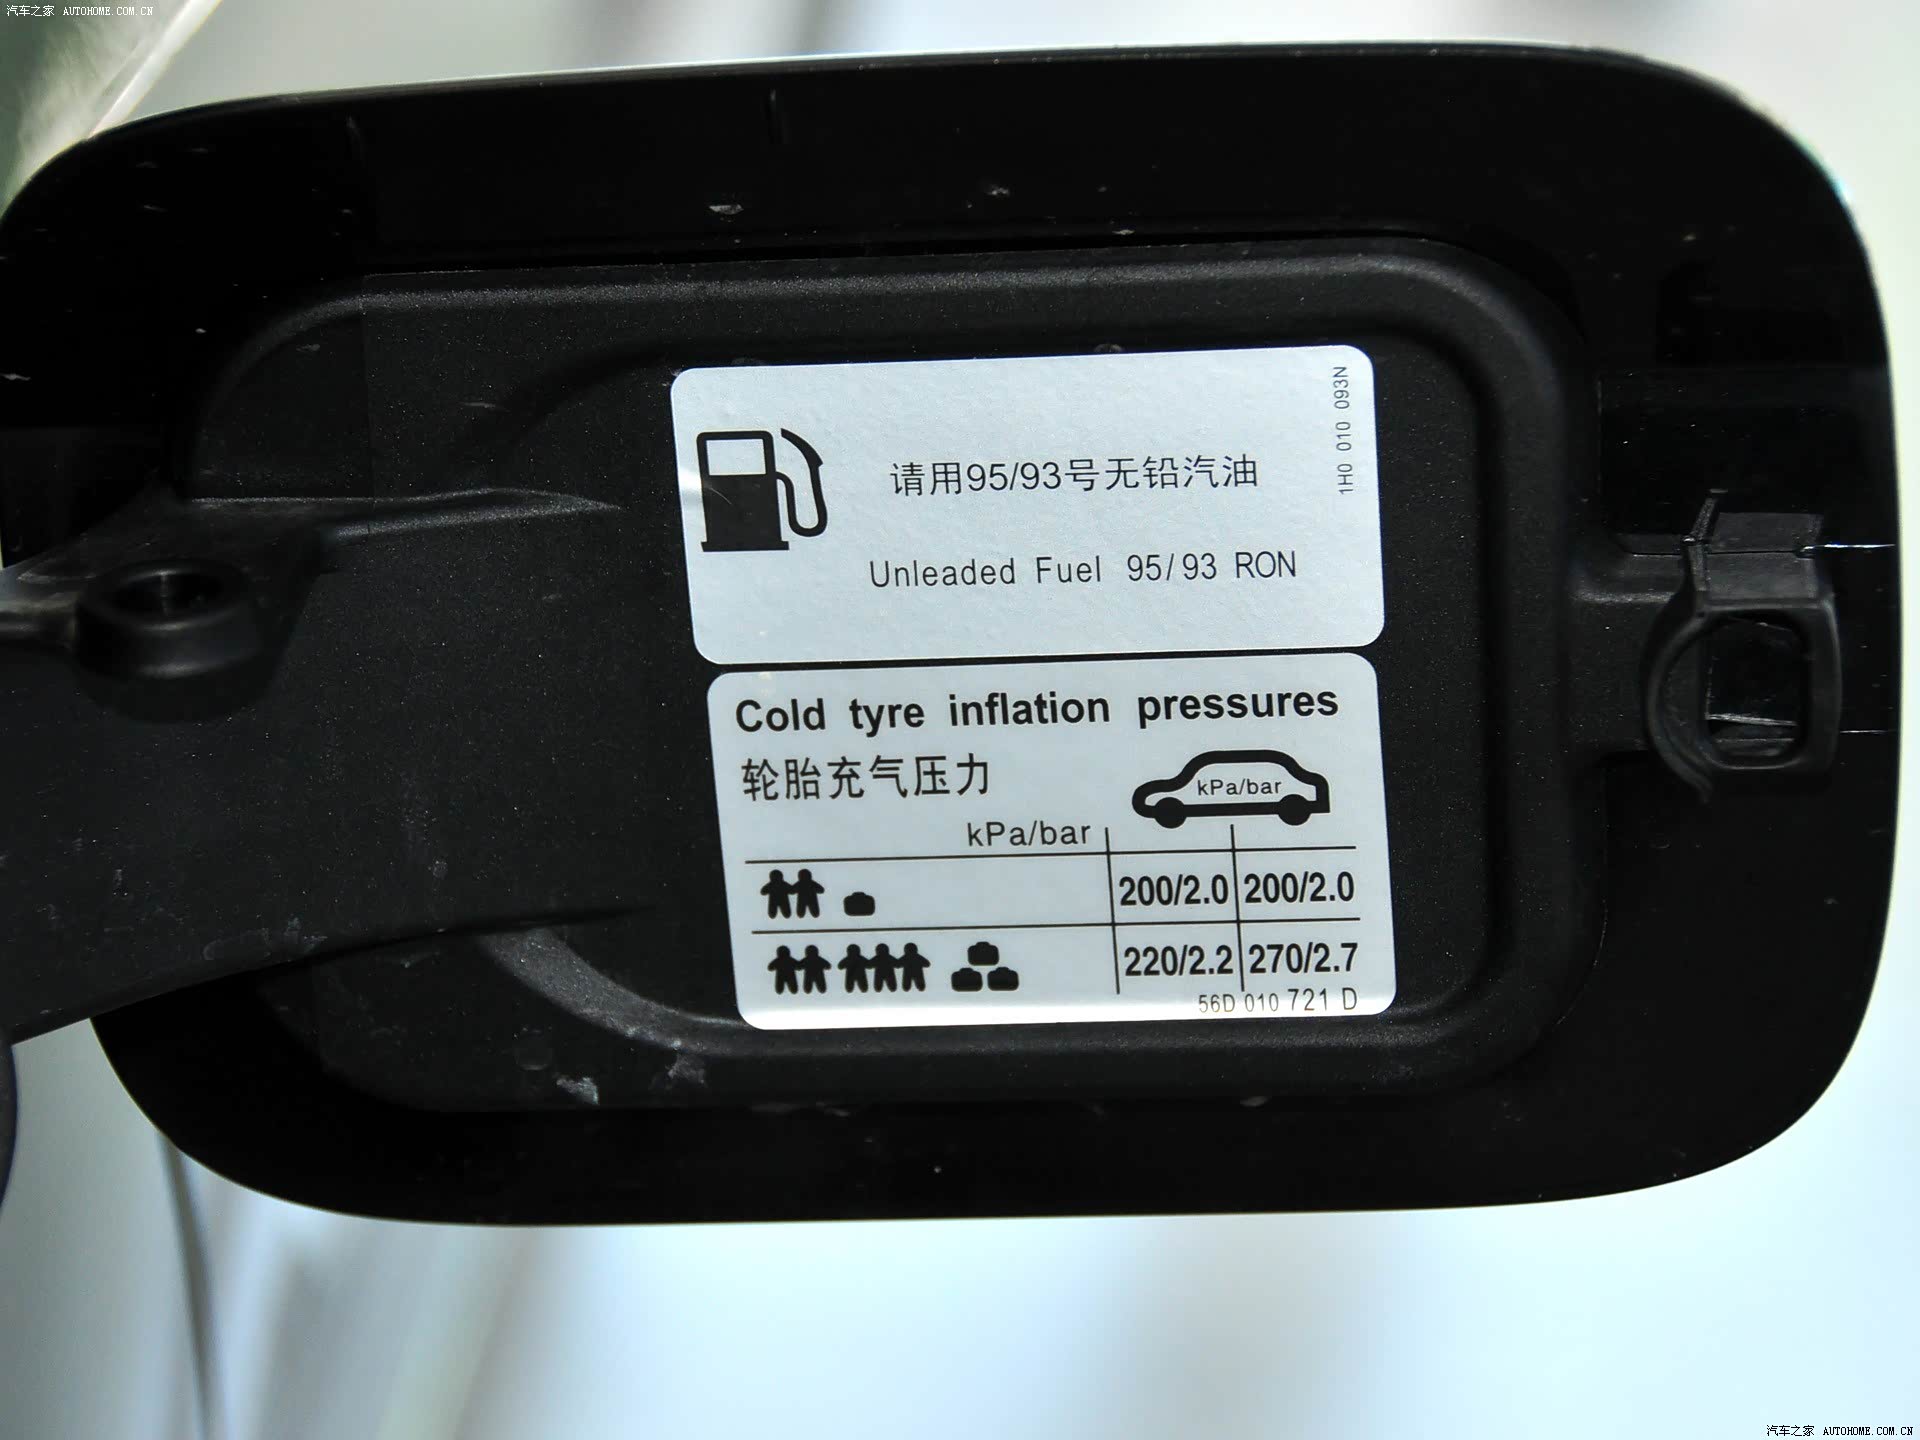 汽车之家 AUTOHOME.COM.CN
1H0 010 093N
请用95/93号无铅汽油
Unleaded Fuel 95/93 RON
Cold tyre inflation pressures
轮胎充气压力
kPa/bar
kPa/bar
200/2.0 200/2.0
220/2.2 270/2.7
56D 010 721 D
汽车之家 AUTOHOME.COM.CN